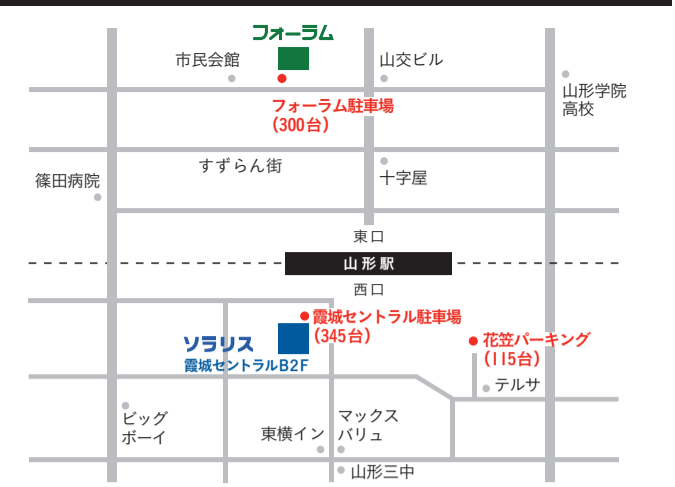 フォーラム
市民会館
山交ビル
山形学院
高校
フォーラム駐車場
(300台)
すずらん街
十字屋
篠田病院
東口
山形駅
西口
霞城セントラル駐車場
(345台)
ソラリス
霞城セントラルB2F
花笠パーキング
(115台)
テルサ
ビッグ
ボーイ
東横イン
マックス
バリュ
山形三中